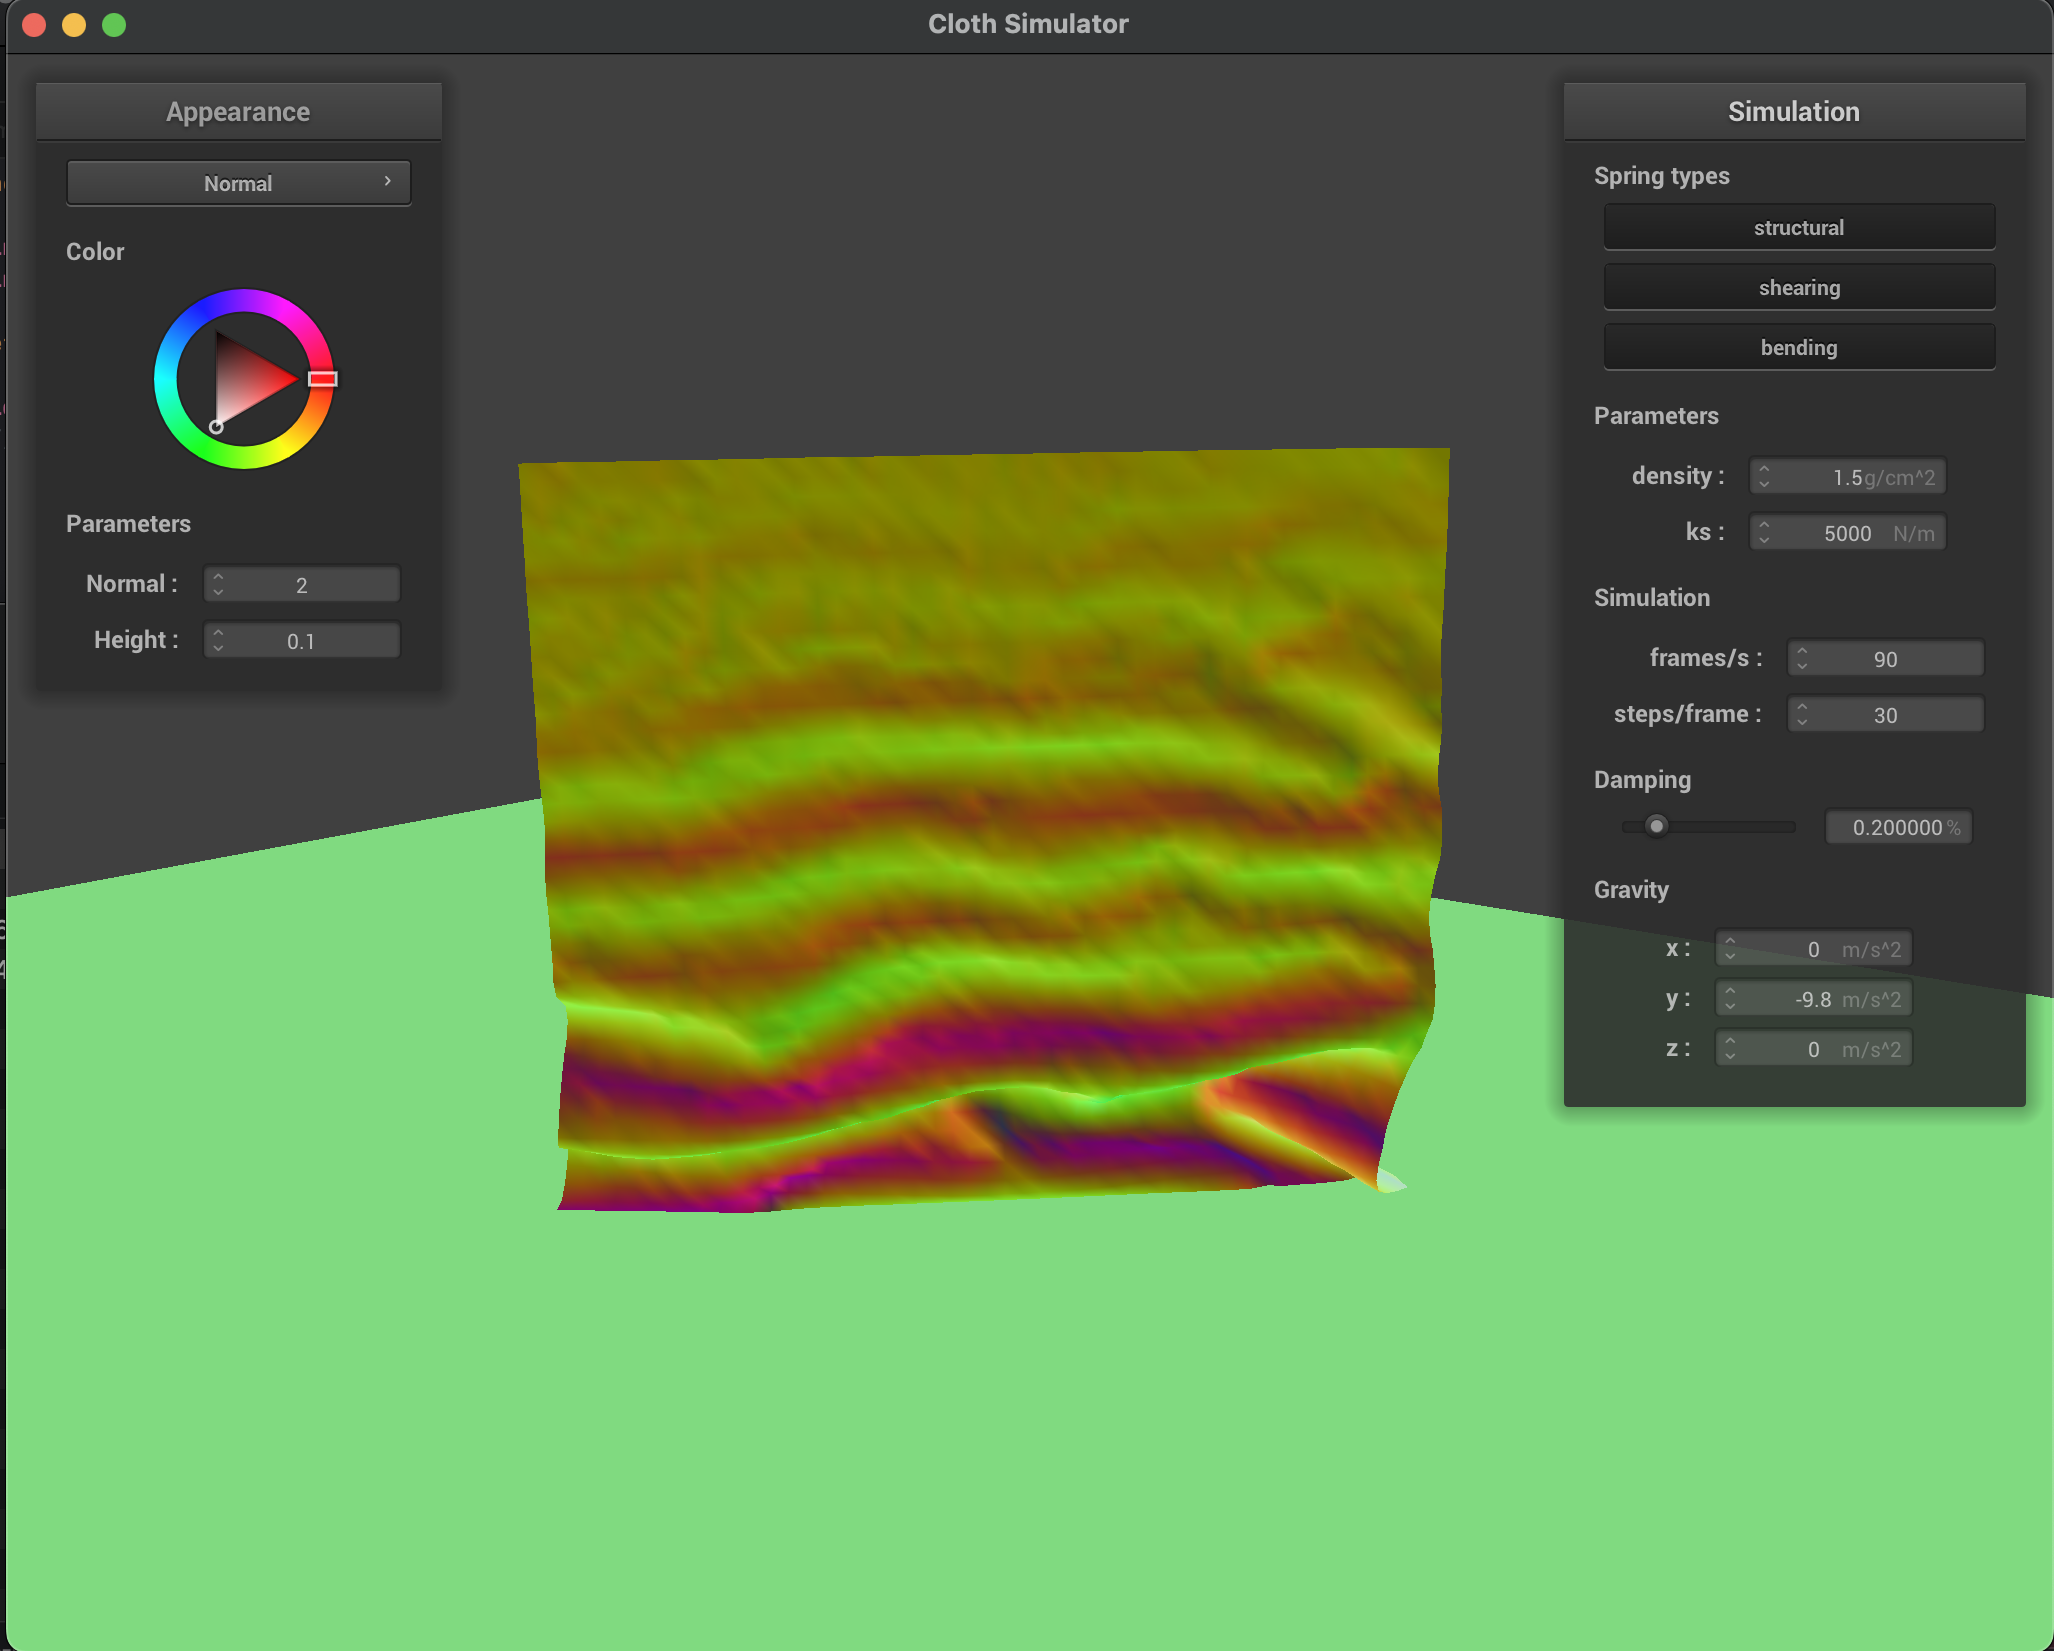 Cloth Simulator
Appearance
Normal
Color
Parameters
Normal : 2
Height : 0.1
Simulation
Spring types
structural
shearing
bending
Parameters
density : 1.5 g/cm^2
ks : 5000 N/m
Simulation
frames/s : 90
steps/frame : 30
Damping
0.200000 %
Gravity
x : 0 m/s^2
y : -9.8 m/s^2
z : 0 m/s^2